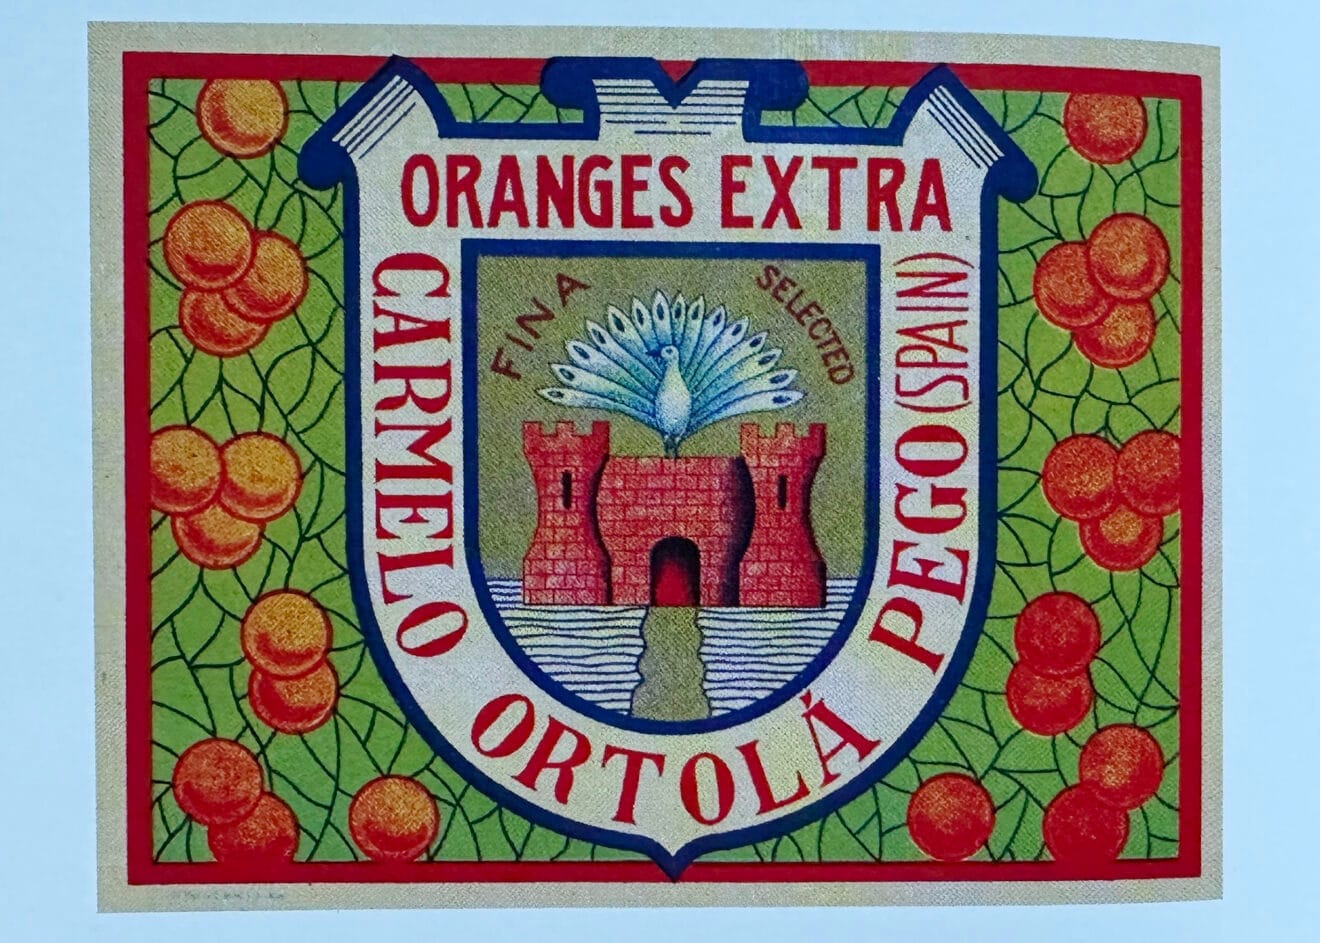 ORANGES EXTRA
CARMELO ORTOLÁ PEGO (SPAIN)
FINA
SELECTED